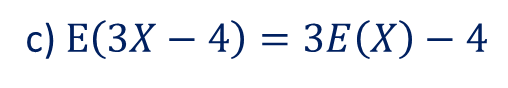 c) E(3X − 4) = 3E(X) − 4